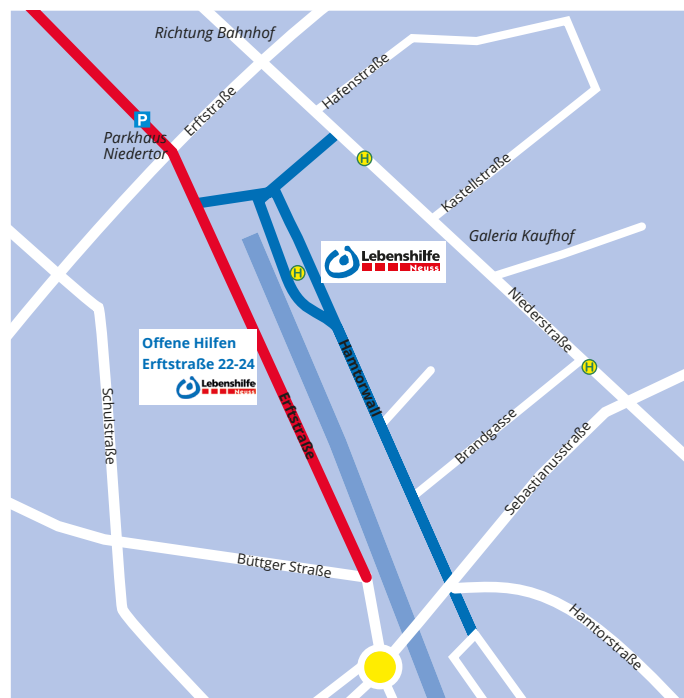 Richtung Bahnhof
Hafenstraße
Erftstraße
P
Parkhaus
Niedertor
H
Kastellstraße
Galeria Kaufhof
Lebenshilfe
Neuss
H
Niederstraße
Offene Hilfen
Erftstraße 22-24
Lebenshilfe
Neuss
Hamtorwall
H
Erftstraße
Schulstraße
Brandgasse
Sebastianusstraße
Büttger Straße
Hamtorstraße